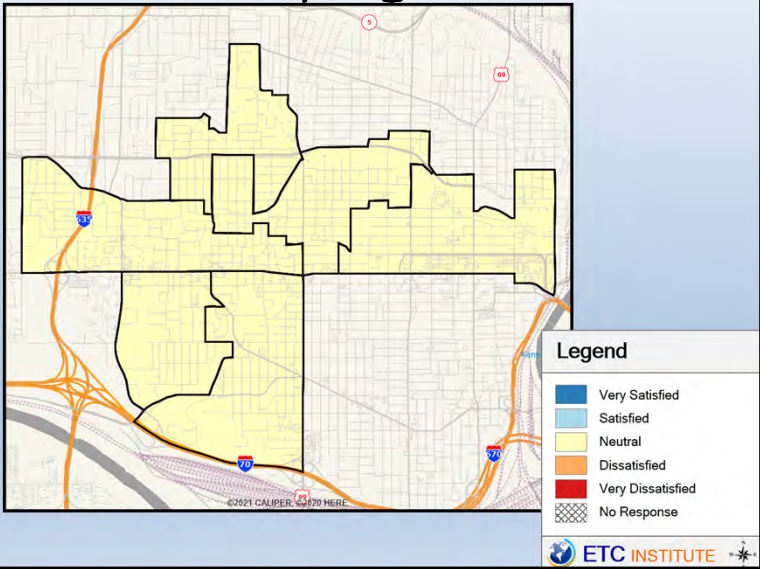 5
69
635
Kans
Legend
Very Satisfied
Satisfied
Neutral
Dissatisfied
Very Dissatisfied
No Response
670
70
69
©2021 CALIPER; ©2020 HERE
ETC INSTITUTE